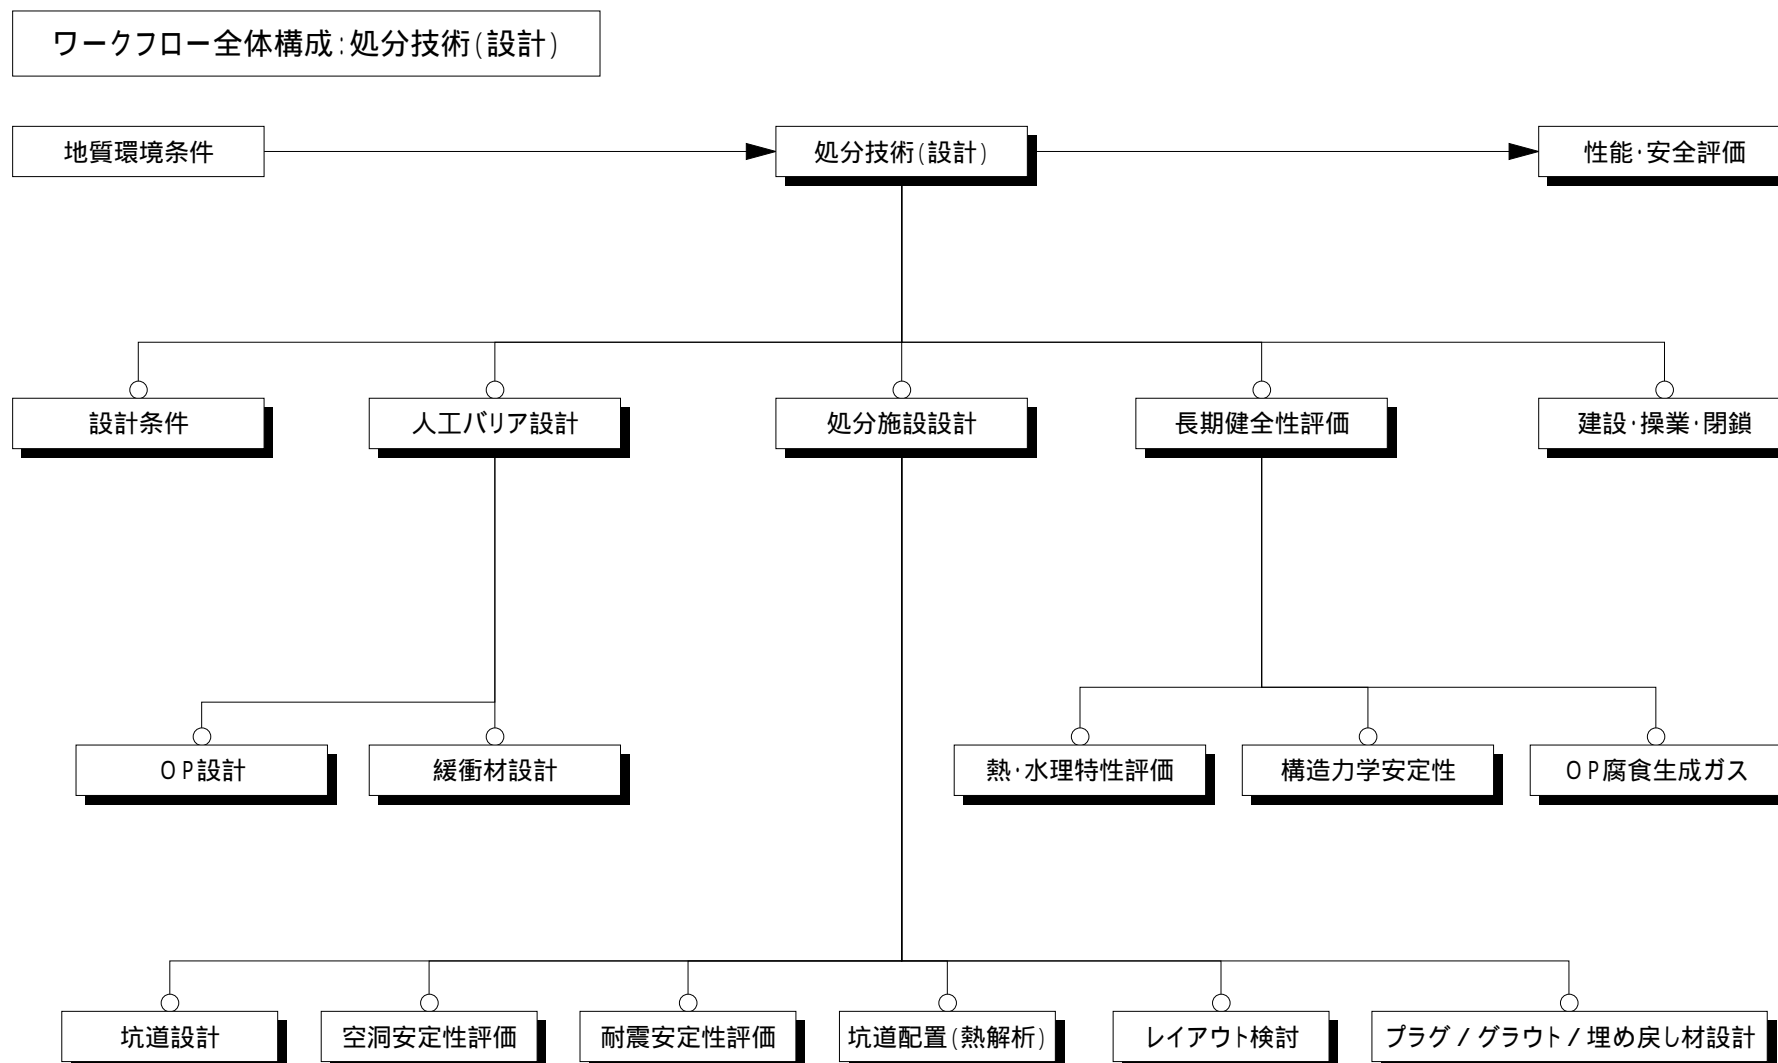 ワークフロー全体構成:処分技術(設計)
地質環境条件
処分技術(設計)
性能・安全評価
設計条件
人工バリア設計
処分施設設計
長期健全性評価
建設・操業・閉鎖
OP設計
緩衝材設計
熱・水理特性評価
構造力学安定性
OP腐食生成ガス
坑道設計
空洞安定性評価
耐震安定性評価
坑道配置(熱解析)
レイアウト検討
プラグ/グラウト/埋め戻し材設計